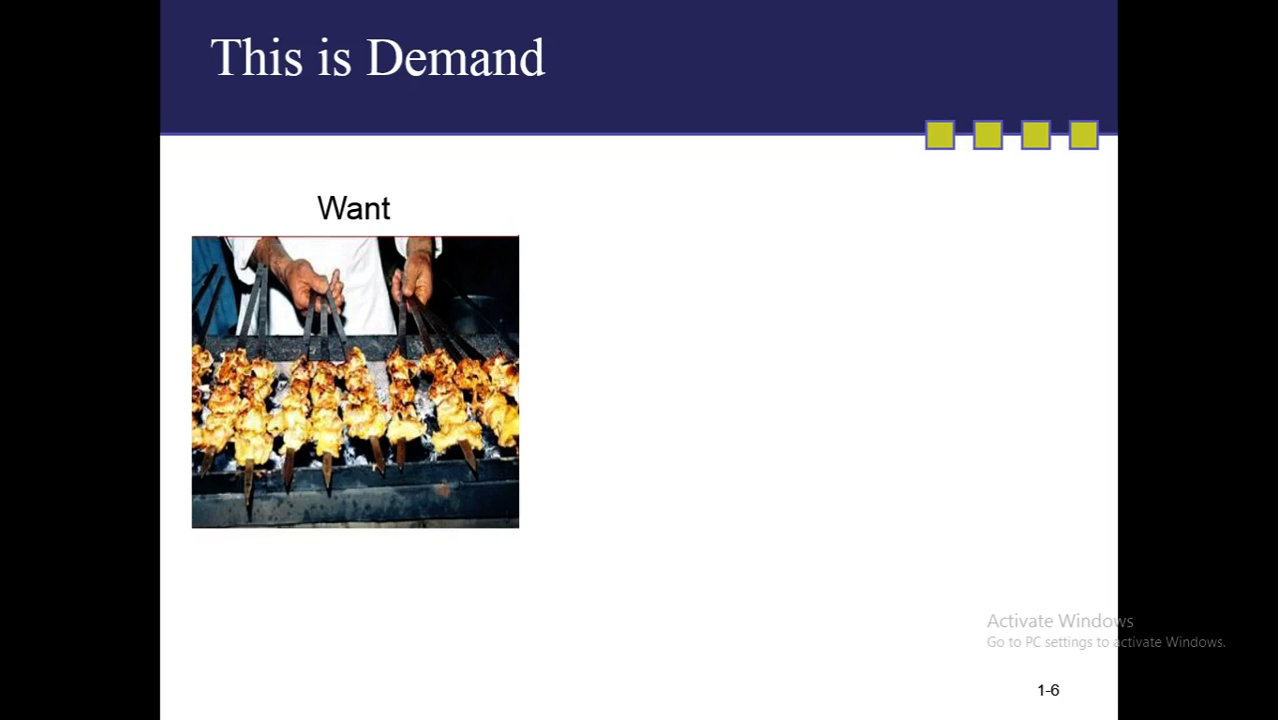 This is Demand
Want
Activate Windows
Go to PC settings to activate Windows.
1-6